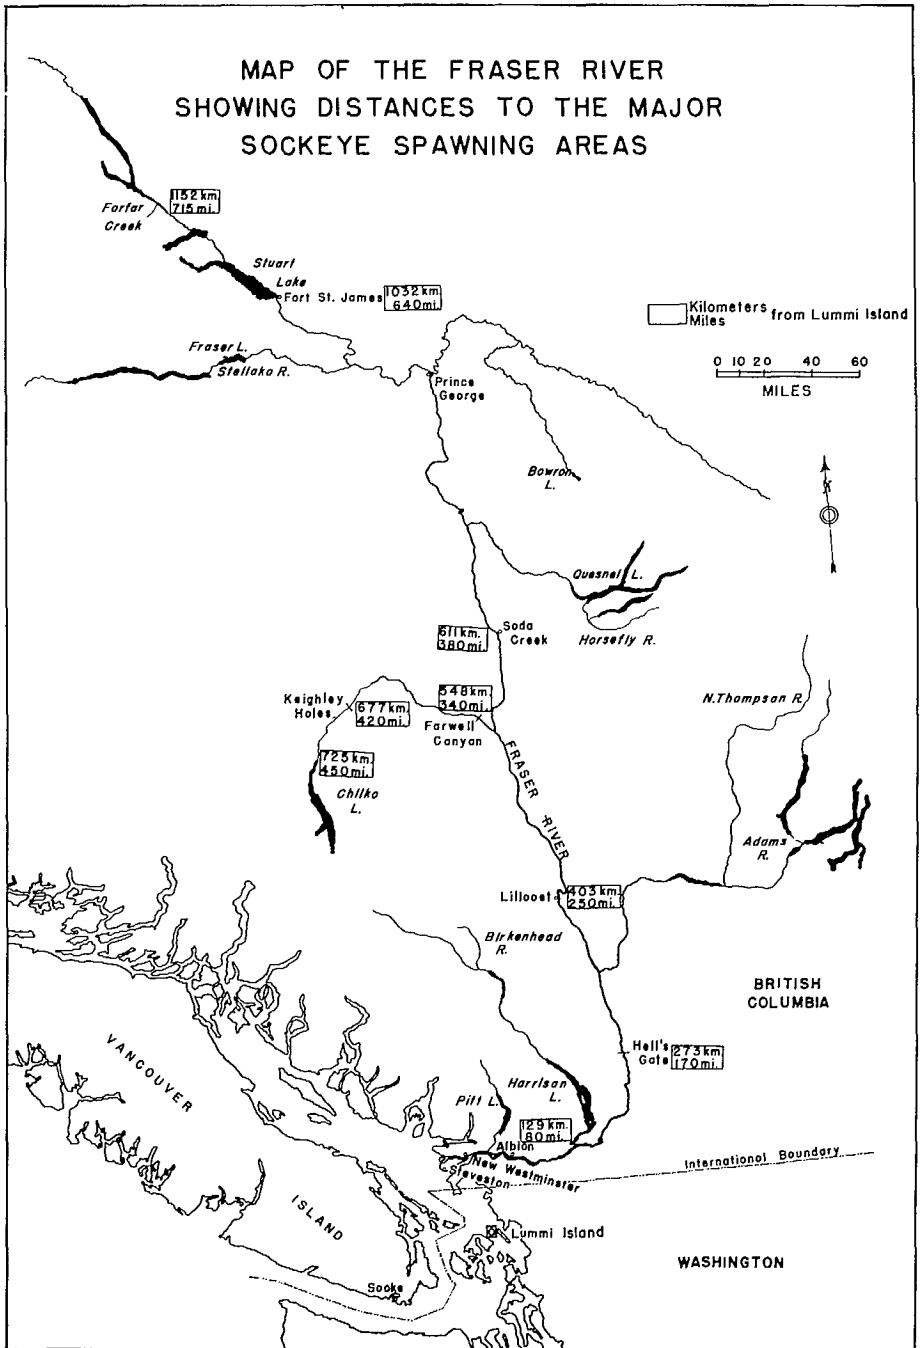 MAP OF THE FRASER RIVER
SHOWING DISTANCES TO THE MAJOR
SOCKEYE SPAWNING AREAS
1152 km.
715 mi.
Forfar
Creek
Stuart
Lake
Fort St. James
1032 km
640 mi.
Kilometers
Miles
from Lummi Island
0 10 20 40 60
MILES
Fraser L.
Stellako R.
Prince
George
Bowron
L.
N
Quesnel L.
Horsefly R.
611 km.
380 mi.
Soda
Creek
548 km.
340 mi.
Keighley
Holes
677 km.
420 mi.
Farwell
Canyon
N. Thompson R.
725 km.
450 mi.
Chilko
L.
FRASER RIVER
Adams
R.
Lillooet
403 km.
250 mi.
Birkenhead
R.
BRITISH
COLUMBIA
Hell's
Gate
273 km
170 mi.
VANCOUVER
ISLAND
Harrison
L.
Pitt L.
129 km.
80 mi.
Albion
New Westminster
Steveston
International Boundary
Lummi Island
WASHINGTON
Sooke